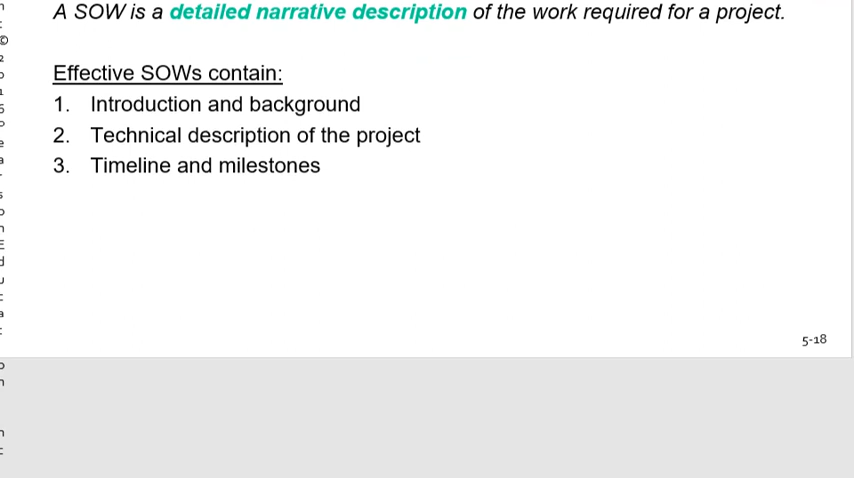 A SOW is a detailed narrative description of the work required for a project.
Effective SOWs contain:
1. Introduction and background
2. Technical description of the project
3. Timeline and milestones
5-18